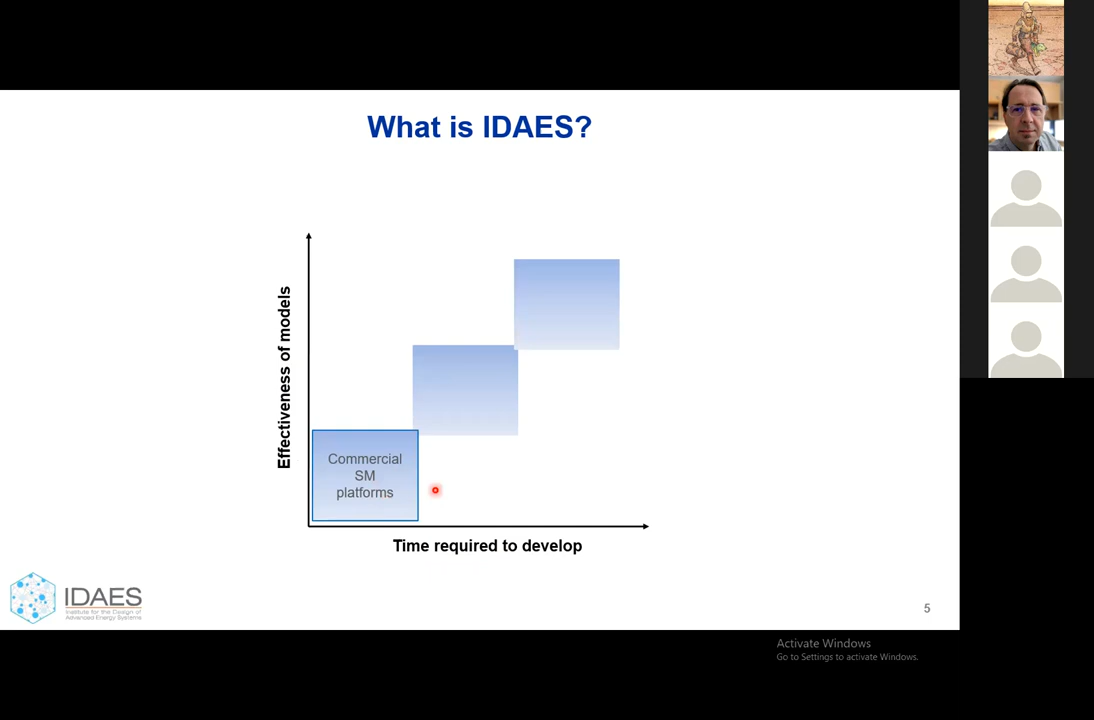 What is IDAES?
Effectiveness of models
Commercial
SM
platforms
Time required to develop
IDAES
Institute for the Design of
Advanced Energy Systems
5
Activate Windows
Go to Settings to activate Windows.